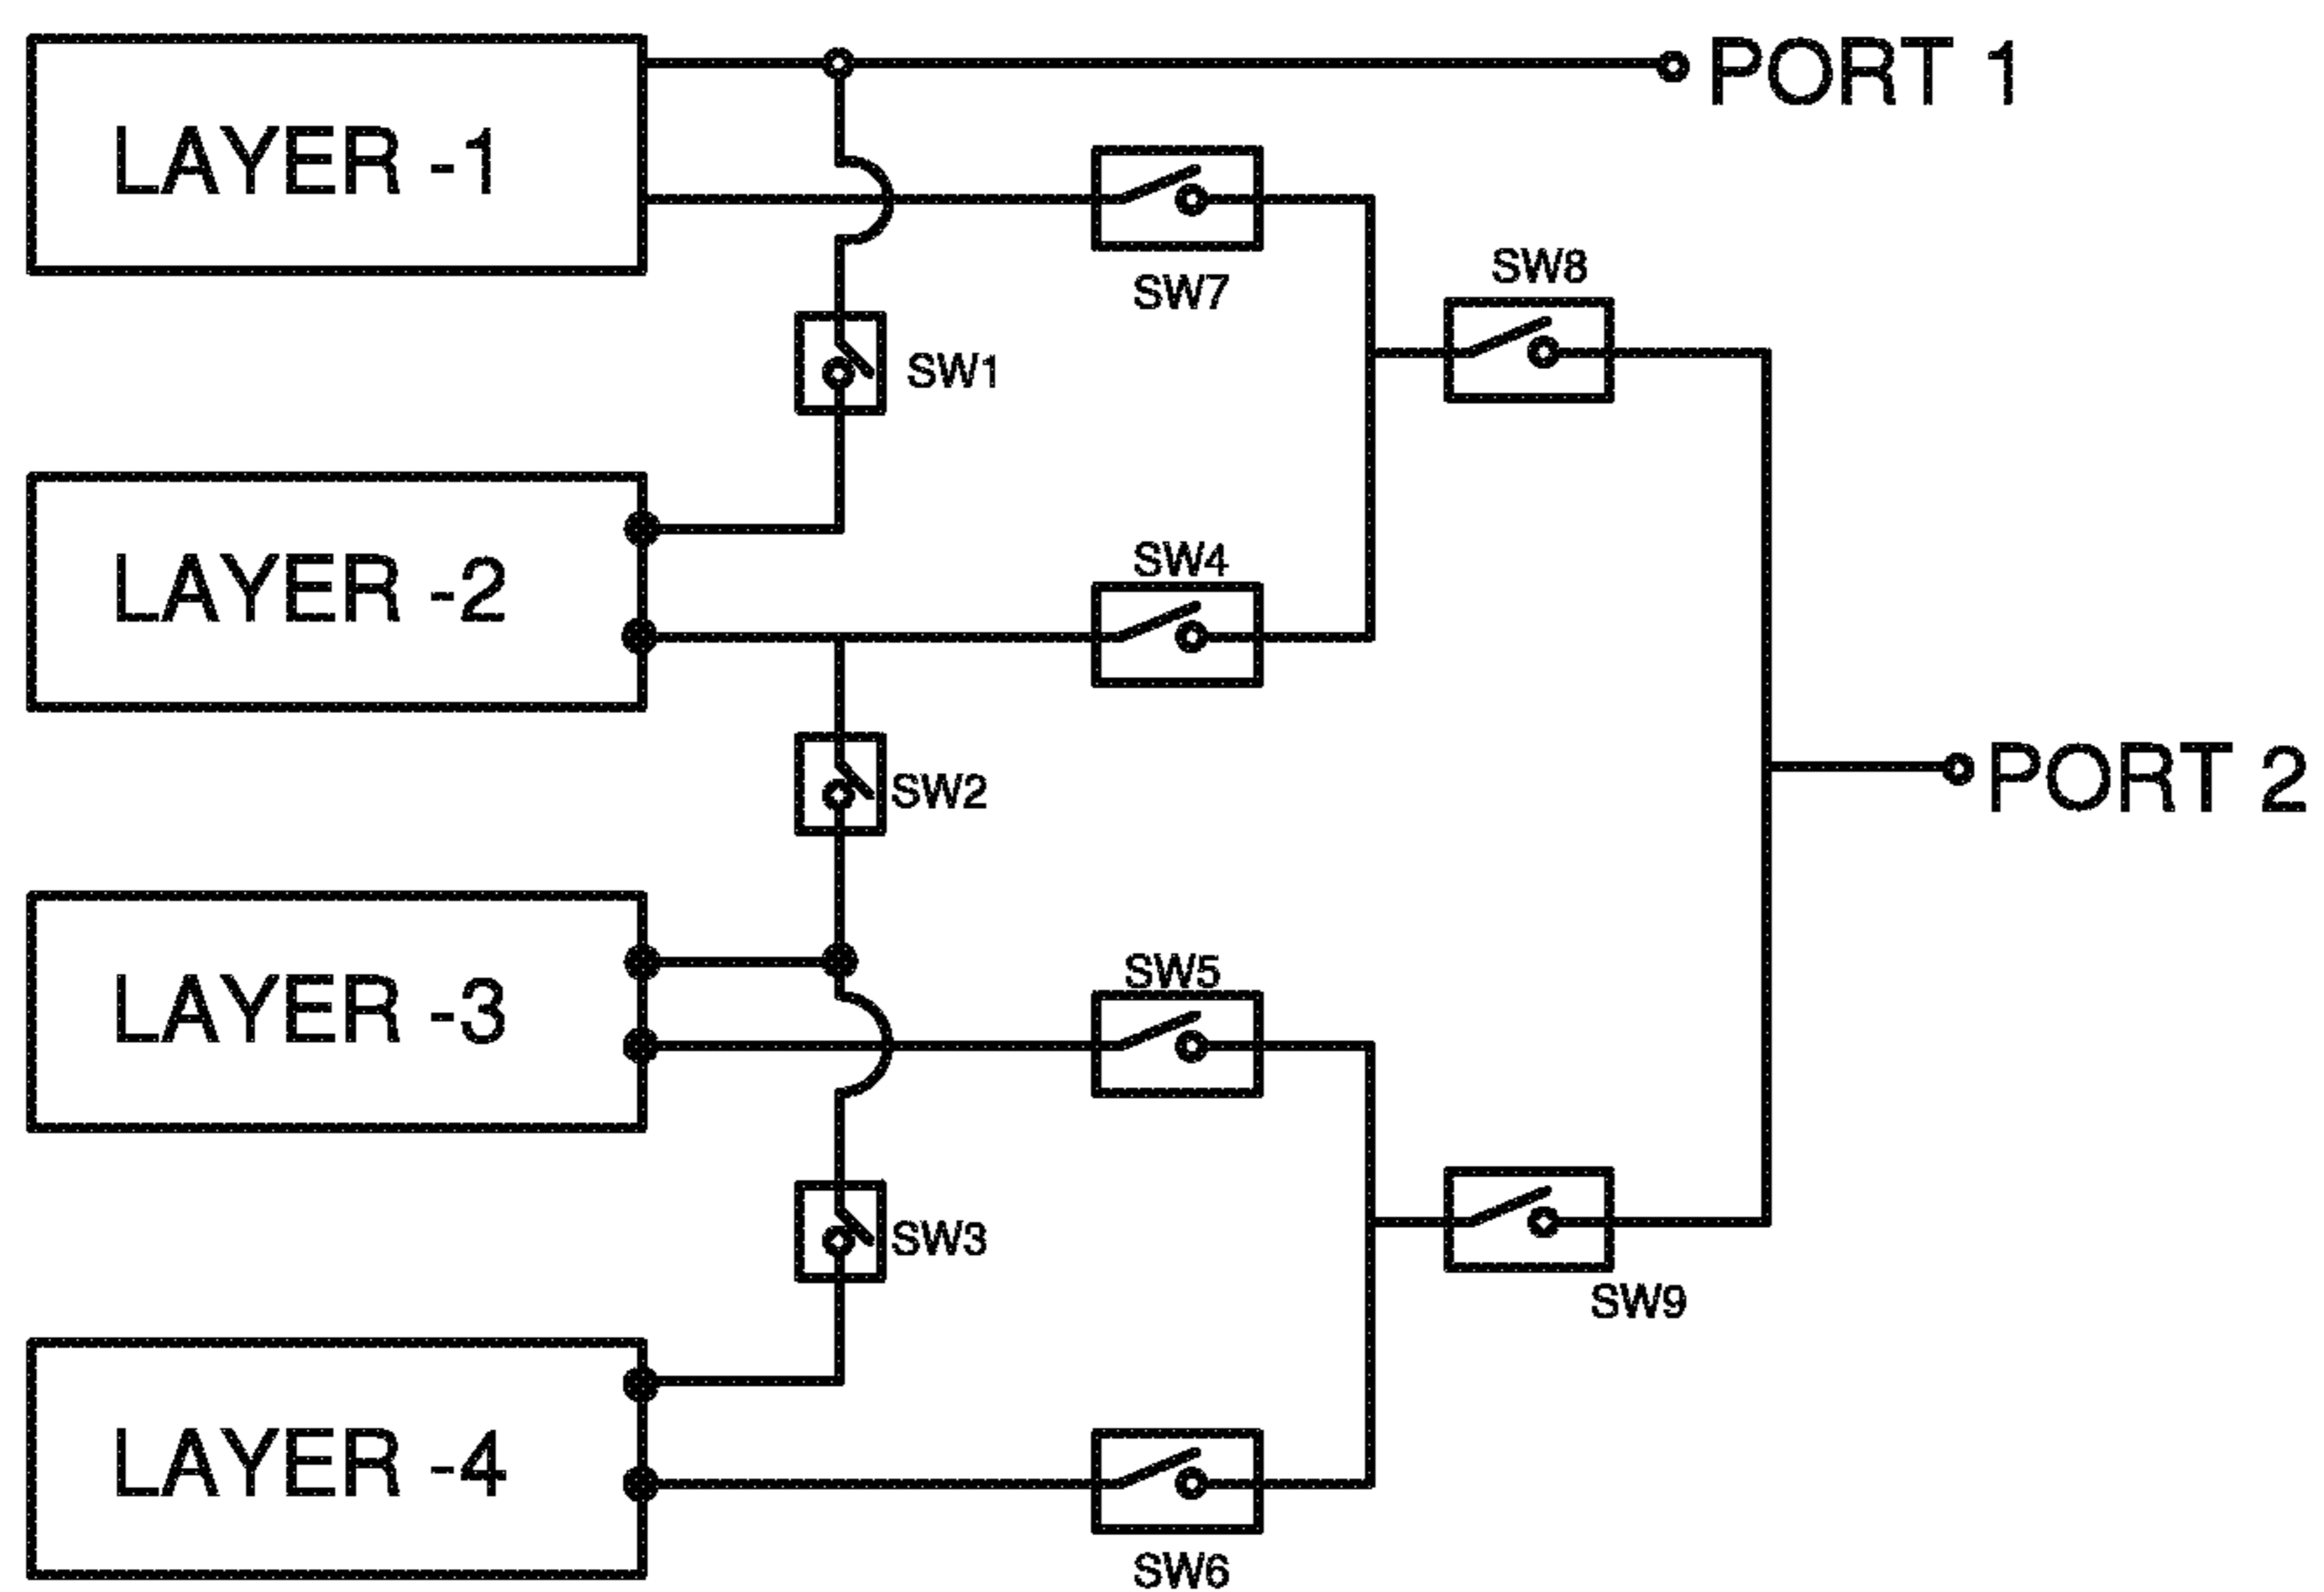 PORT 1
LAYER -1
SW7
SW8
SW1
LAYER -2
SW4
SW2
PORT 2
LAYER -3
SW5
SW3
SW9
LAYER -4
SW6